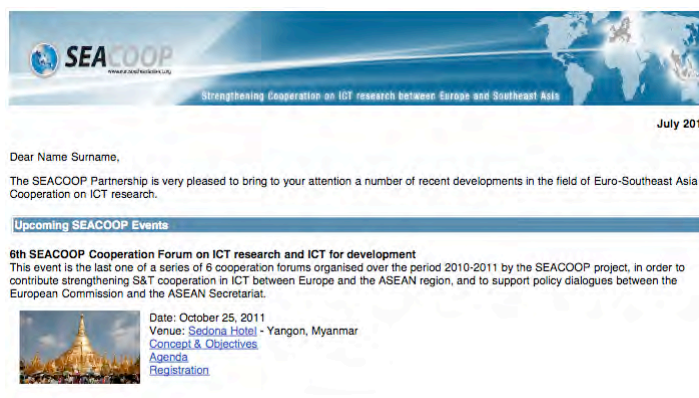 SEACOOP
Strengthening Cooperation on ICT research between Europe and Southeast Asia
July 201
Dear Name Surname,
The SEACOOP Partnership is very pleased to bring to your attention a number of recent developments in the field of Euro-Southeast Asia
Cooperation on ICT research.
Upcoming SEACOOP Events
6th SEACOOP Cooperation Forum on ICT research and ICT for development
This event is the last one of a series of 6 cooperation forums organised over the period 2010-2011 by the SEACOOP project, in order to
contribute strengthening S&T cooperation in ICT between Europe and the ASEAN region, and to support policy dialogues between the
European Commission and the ASEAN Secretariat.
Date: October 25, 2011
Venue: Sedona Hotel - Yangon, Myanmar
Concept & Objectives
Agenda
Registration